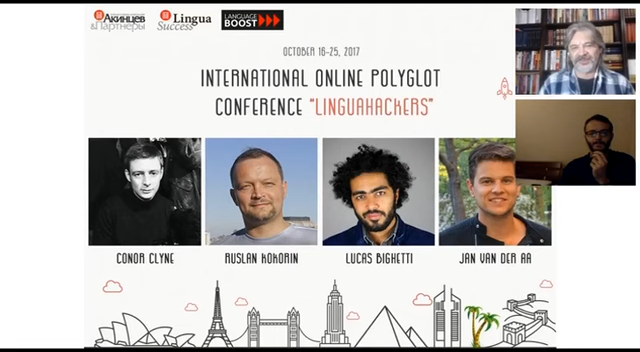 Акинцев
& Партнеры
Lingua
Success
LANGUAGE
BOOST
OCTOBER 16-25, 2017
INTERNATIONAL ONLINE POLYGLOT
CONFERENCE "LINGUAHACKERS"
CONOR CLYNE
RUSLAN KOKORIN
LUCAS BIGHETTI
JAN VAN DER AA